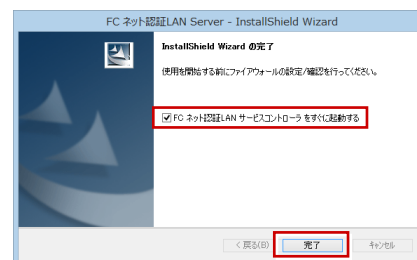 FC ネット認証LAN Server - InstallShield Wizard
InstallShield Wizard の完了
使用を開始する前にファイアウォールの設定/確認を行ってください。
FC ネット認証LAN サービスコントローラ をすぐに起動する
< 戻る(B)
完了
キャンセル